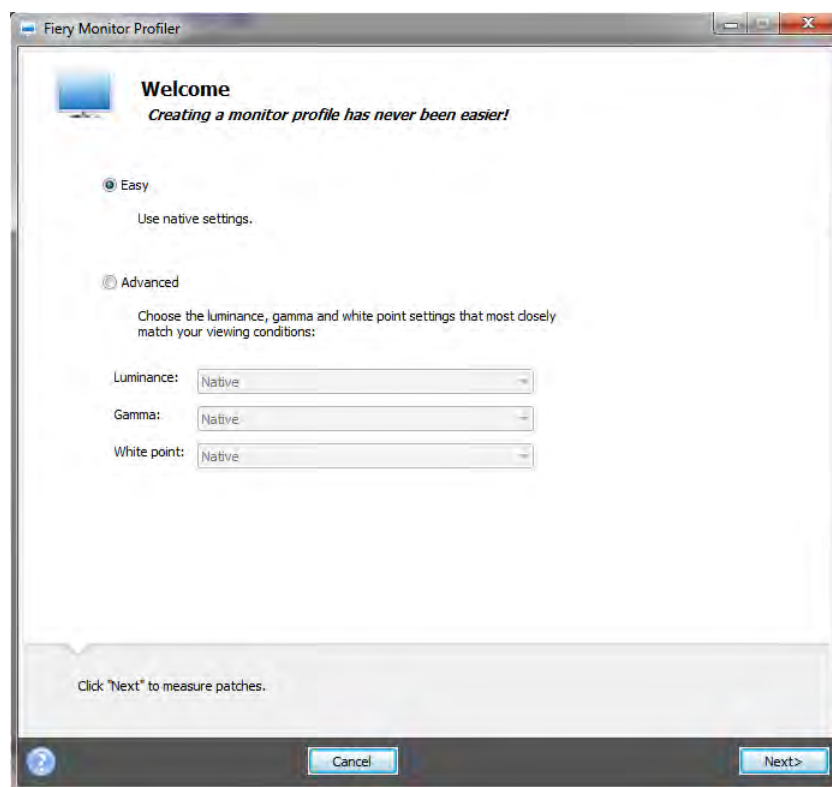 Fiery Monitor Profiler
Welcome
Creating a monitor profile has never been easier!
Easy
Use native settings.
Advanced
Choose the luminance, gamma and white point settings that most closely
match your viewing conditions:
Luminance: Native
Gamma: Native
White point: Native
Click "Next" to measure patches.
? Cancel Next>